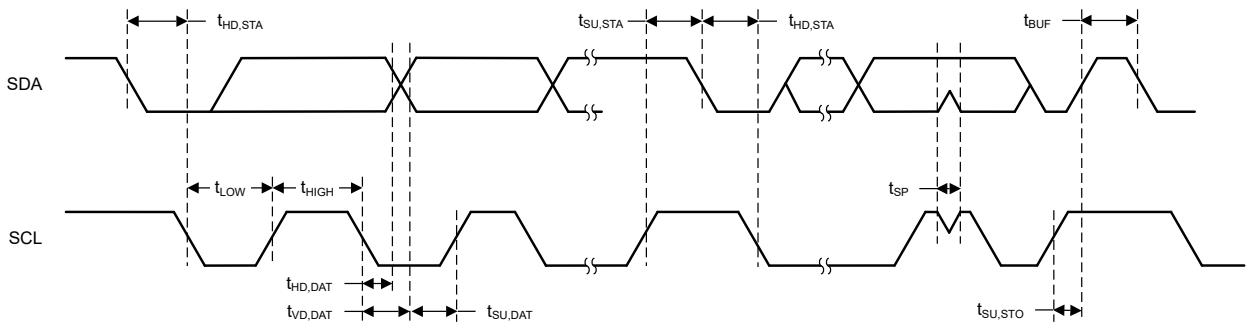 tHD,STA
tSU,STA
tHD,STA
tBUF
SDA
tLOW
tHIGH
tSP
SCL
tHD,DAT
tVD,DAT
tSU,DAT
tSU,STO